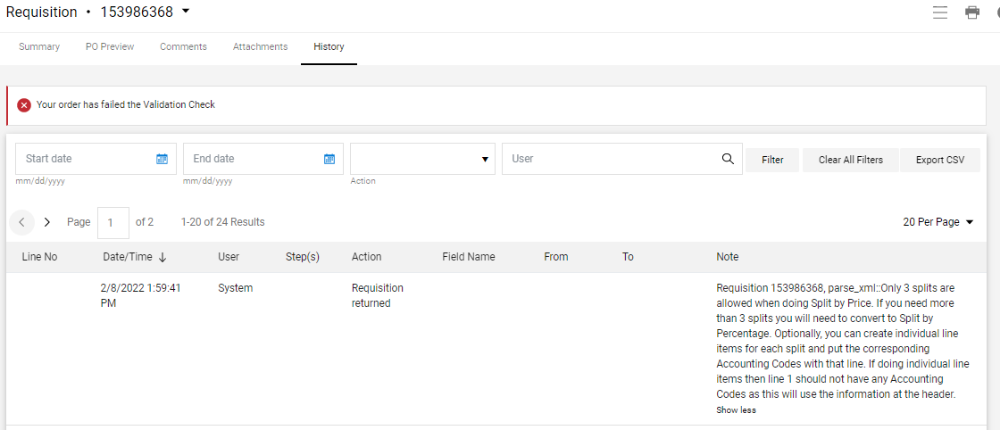 Requisition • 153986368
Summary PO Preview Comments Attachments History
Your order has failed the Validation Check
Start date End date User Filter Clear All Filters Export CSV
mm/dd/yyyy mm/dd/yyyy Action
Page 1 of 2 1-20 of 24 Results 20 Per Page
Line No Date/Time User Step(s) Action Field Name From To Note
2/8/2022 1:59:41
PM
System
Requisition
returned
Requisition 153986368, parse_xml::Only 3 splits are
allowed when doing Split by Price. If you need more
than 3 splits you will need to convert to Split by
Percentage. Optionally, you can create individual line
items for each split and put the corresponding
Accounting Codes with that line. If doing individual line
items then line 1 should not have any Accounting
Codes as this will use the information at the header.
Show less